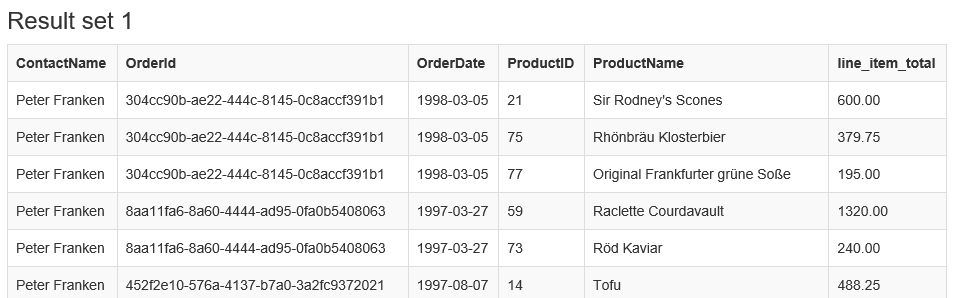 Result set 1
ContactName OrderId OrderDate ProductID ProductName line_item_total
Peter Franken 304cc90b-ae22-444c-8145-0c8accf391b1 1998-03-05 21 Sir Rodney's Scones 600.00
Peter Franken 304cc90b-ae22-444c-8145-0c8accf391b1 1998-03-05 75 Rhönbräu Klosterbier 379.75
Peter Franken 304cc90b-ae22-444c-8145-0c8accf391b1 1998-03-05 77 Original Frankfurter grüne Soße 195.00
Peter Franken 8aa11fa6-8a60-4444-ad95-0fa0b5408063 1997-03-27 59 Raclette Courdavault 1320.00
Peter Franken 8aa11fa6-8a60-4444-ad95-0fa0b5408063 1997-03-27 73 Röd Kaviar 240.00
Peter Franken 452f2e10-576a-4137-b7a0-3a2fc9372021 1997-08-07 14 Tofu 488.25